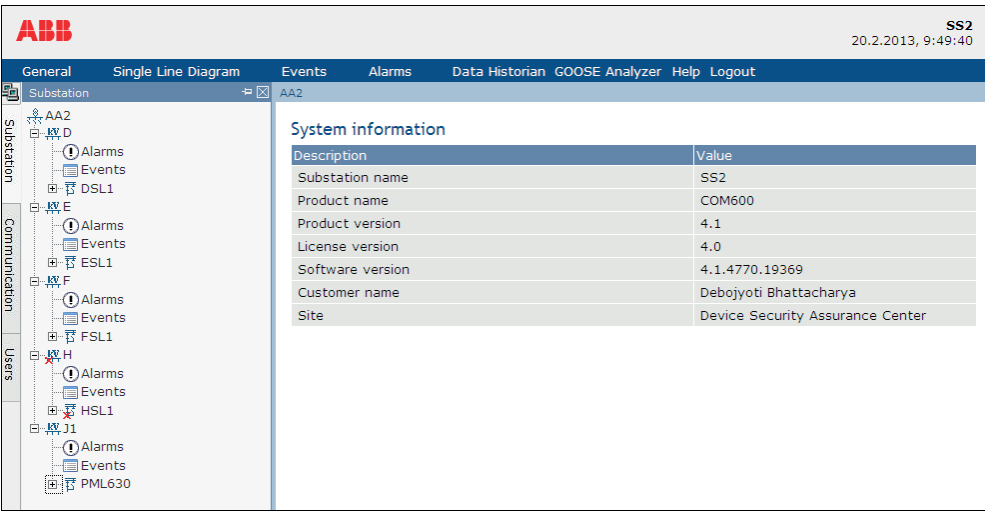 ABB
SS2
20.2.2013, 9:49:40
General Single Line Diagram Events Alarms Data Historian GOOSE Analyzer Help Logout
Substation
AA2
Substation
Communication
Users
AA2
D
Alarms
Events
DSL1
E
Alarms
Events
ESL1
F
Alarms
Events
FSL1
H
Alarms
Events
HSL1
J1
Alarms
Events
PML630
System information
Description Value
Substation name SS2
Product name COM600
Product version 4.1
License version 4.0
Software version 4.1.4770.19369
Customer name Debojyoti Bhattacharya
Site Device Security Assurance Center